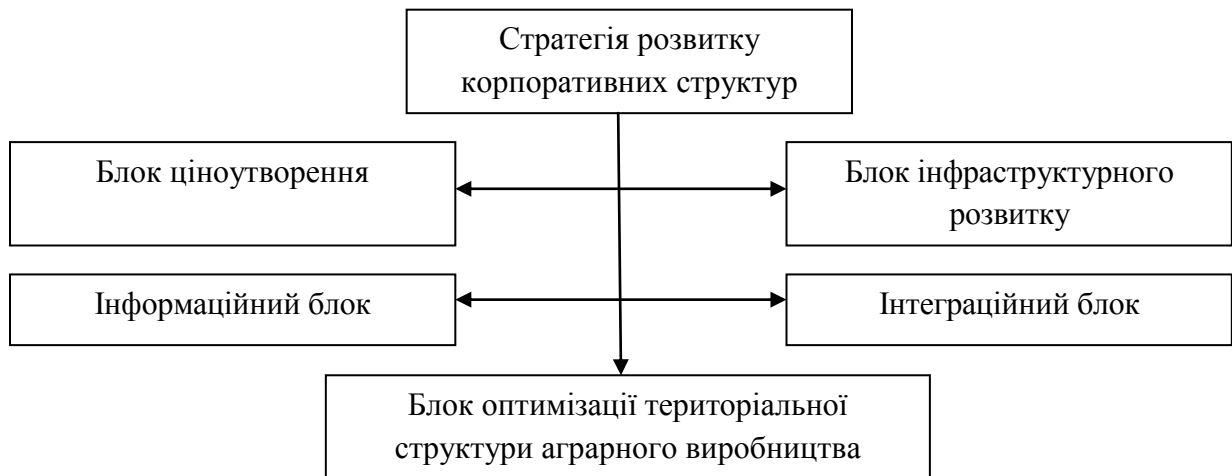 Стратегія розвитку
корпоративних структур
Блок ціноутворення
Блок інфраструктурного
розвитку
Інформаційний блок
Інтеграційний блок
Блок оптимізації територіальної
структури аграрного виробництва